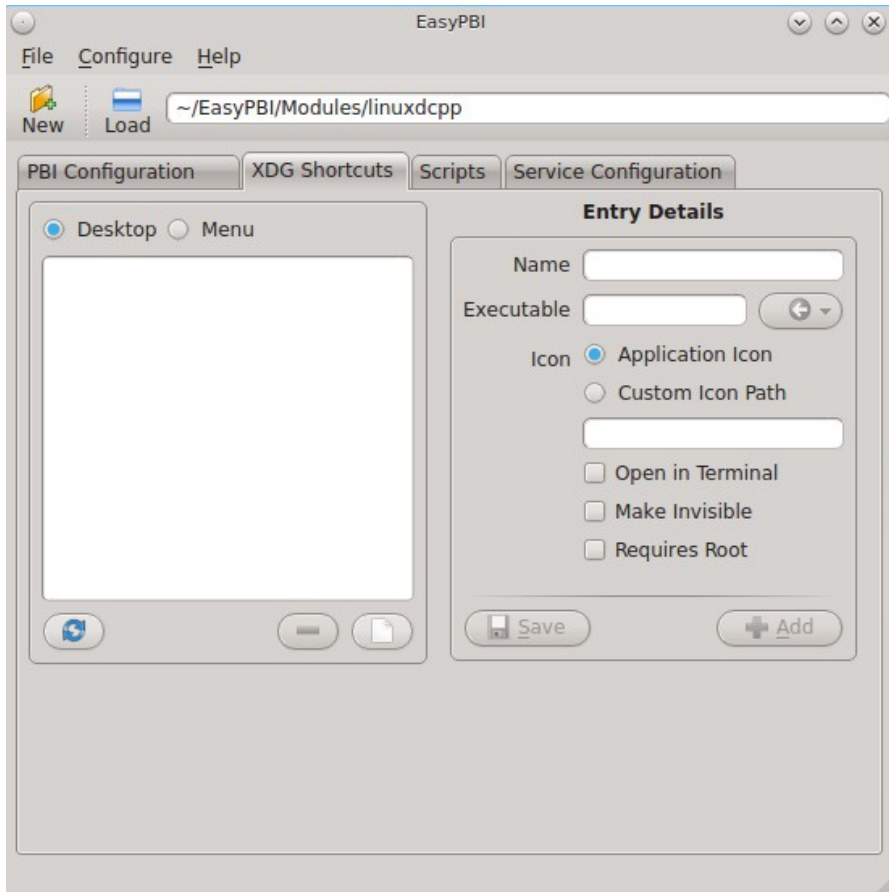 EasyPBI
File Configure Help
New Load ~/EasyPBI/Modules/linuxdcpp
PBI Configuration XDG Shortcuts Scripts Service Configuration
Desktop Menu
Entry Details
Name
Executable
Icon Application Icon
Custom Icon Path
Open in Terminal
Make Invisible
Requires Root
Save Add